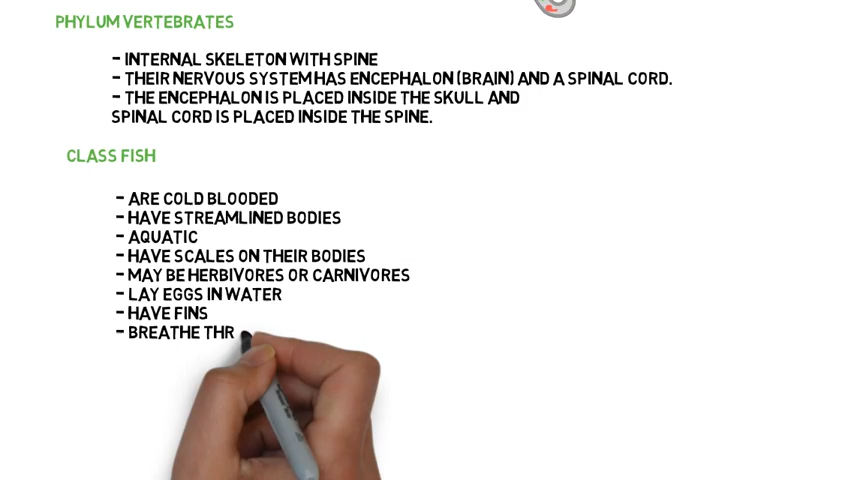 PHYLUM VERTEBRATES
- INTERNAL SKELETON WITH SPINE
- THEIR NERVOUS SYSTEM HAS ENCEPHALON (BRAIN) AND A SPINAL CORD.
- THE ENCEPHALON IS PLACED INSIDE THE SKULL AND
SPINAL CORD IS PLACED INSIDE THE SPINE.
CLASS FISH
- ARE COLD BLOODED
- HAVE STREAMLINED BODIES
- AQUATIC
- HAVE SCALES ON THEIR BODIES
- MAY BE HERBIVORES OR CARNIVORES
- LAY EGGS IN WATER
- HAVE FINS
- BREATHE THR